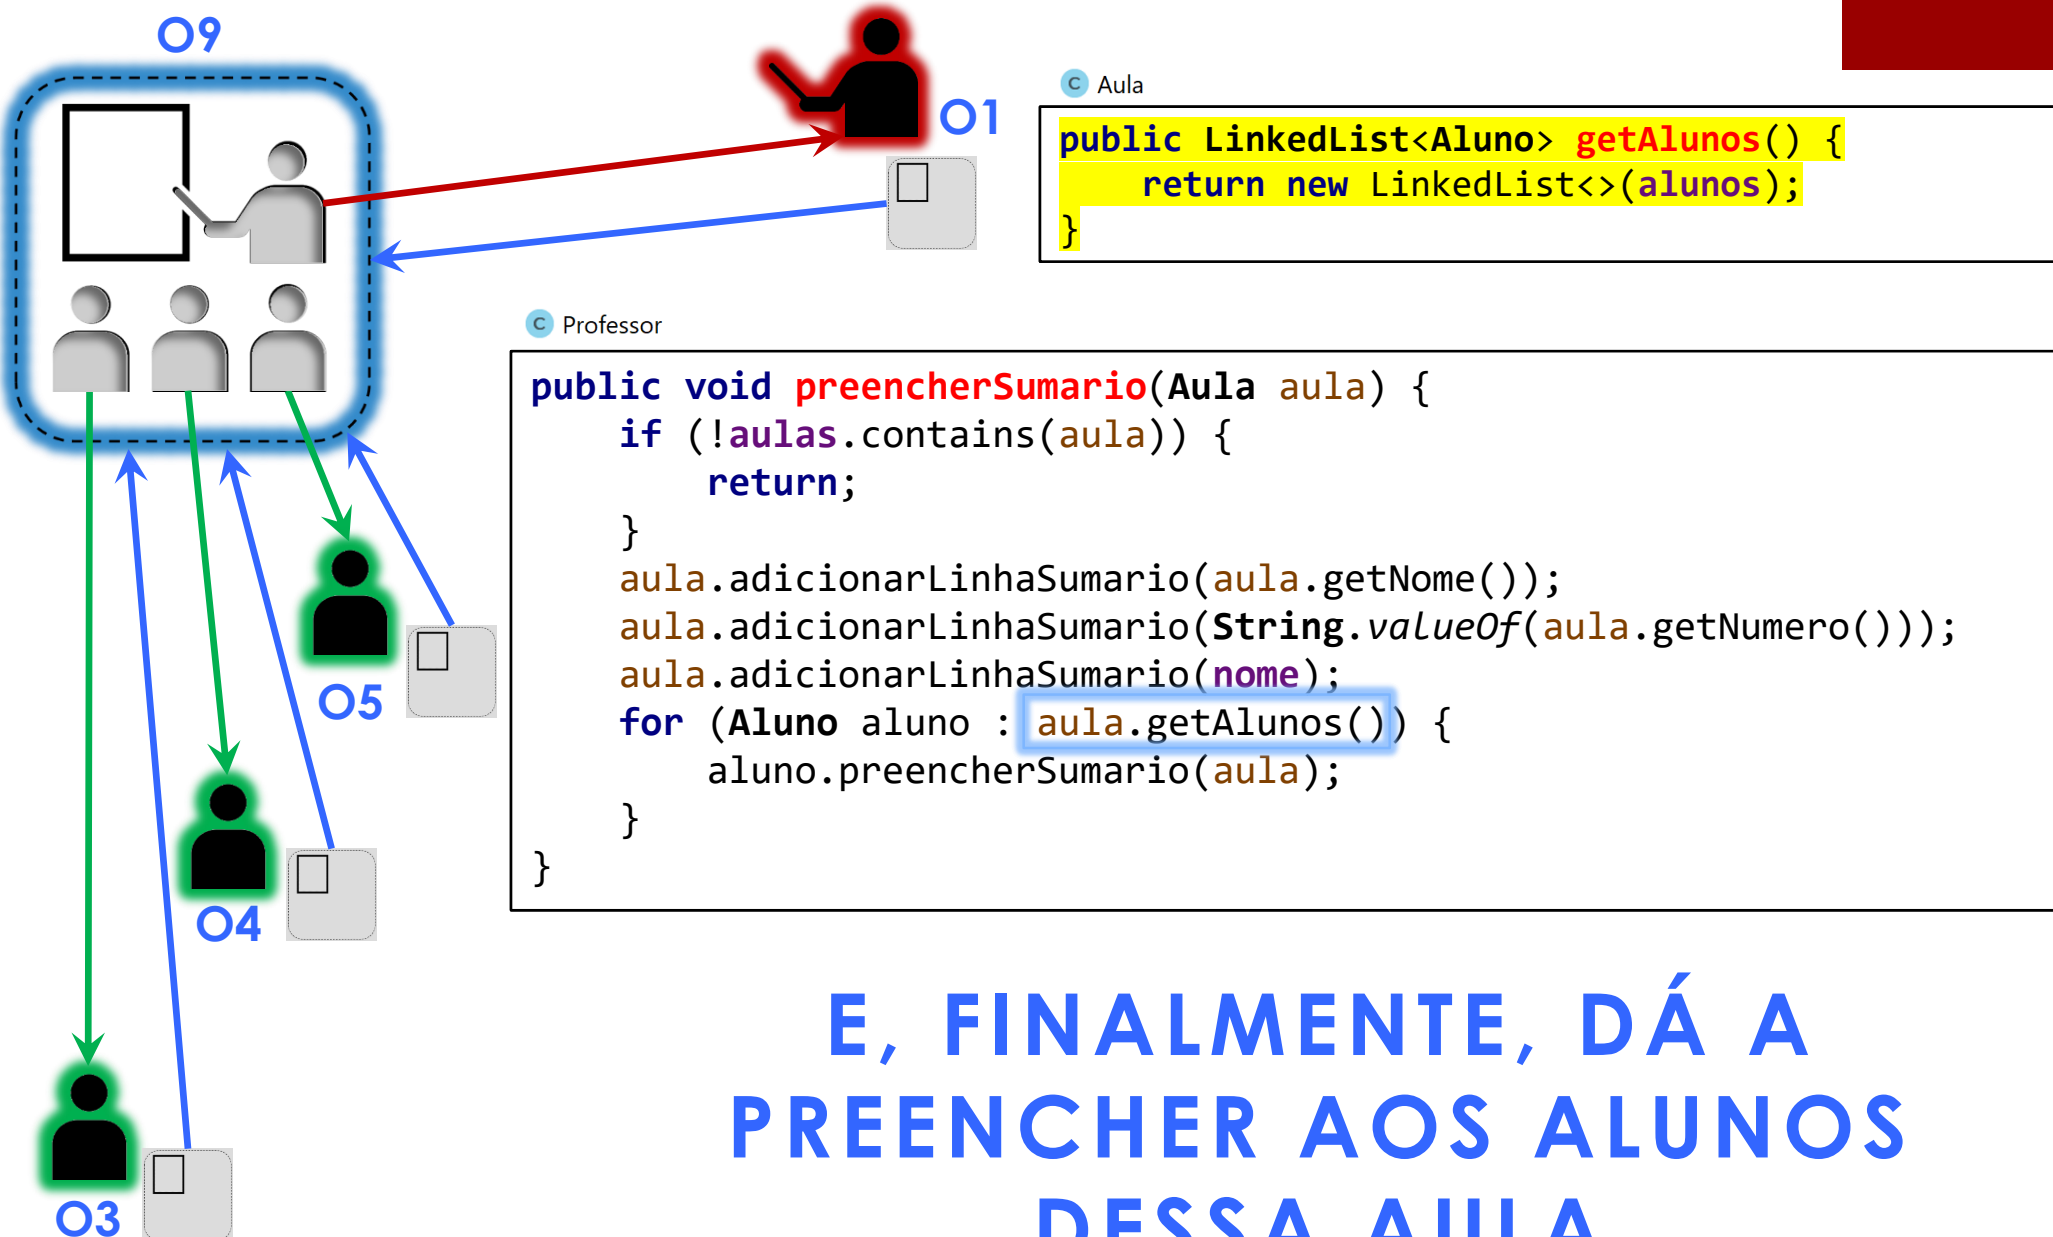 O9
O1
C Aula
public LinkedList<Aluno> getAlunos() {
    return new LinkedList<>(alunos);
}
C Professor
public void preencherSumario(Aula aula) {
    if (!aulas.contains(aula)) {
        return;
    }
    aula.adicionarLinhaSumario(aula.getNome());
    aula.adicionarLinhaSumario(String.valueOf(aula.getNumero()));
    aula.adicionarLinhaSumario(nome);
    for (Aluno aluno : aula.getAlunos()) {
        aluno.preencherSumario(aula);
    }
}
O5
O4
O3
E, FINALMENTE, DÁ A
PREENCHER AOS ALUNOS
DESSA AULA